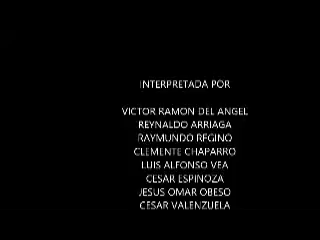 INTERPRETADA POR
VICTOR RAMON DEL ANGEL
REYNALDO ARRIAGA
RAYMUNDO REGINO
CLEMENTE CHAPARRO
LUIS ALFONSO VEA
CESAR ESPINOZA
JESUS OMAR OBESO
CESAR VALENZUELA